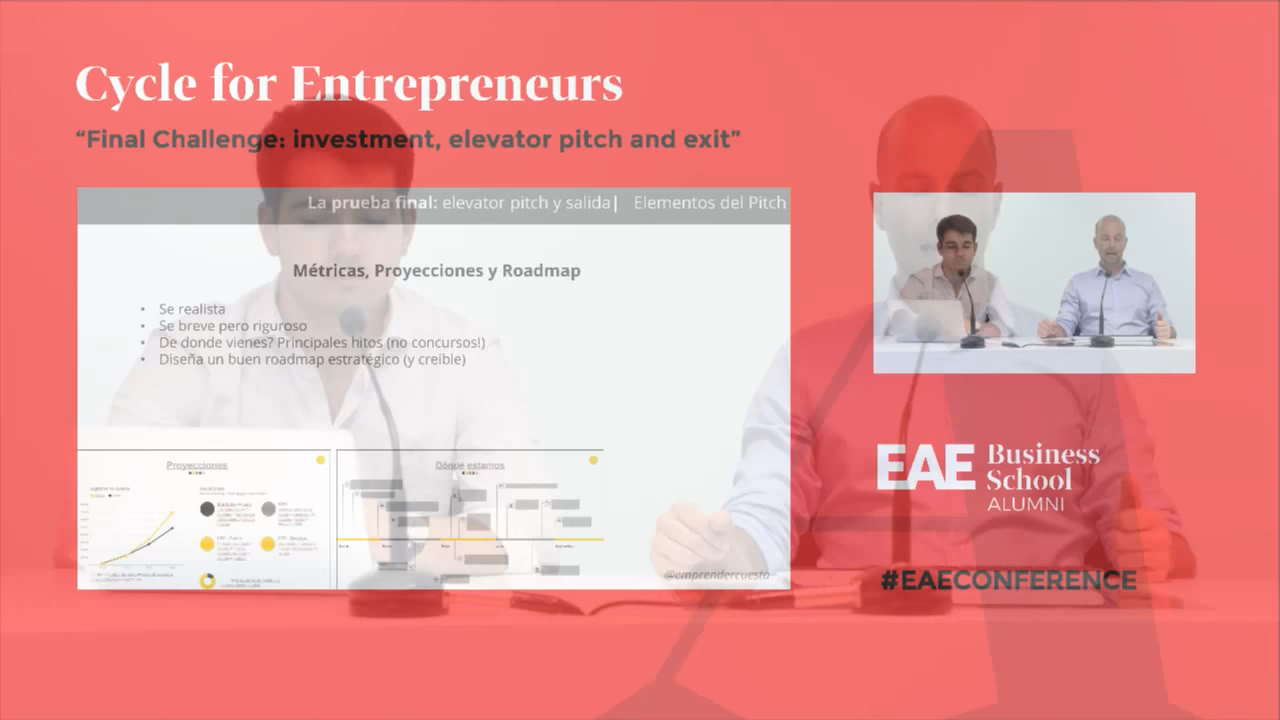 Cycle for Entrepreneurs
“Final Challenge: investment, elevator pitch and exit”
La prueba final: elevator pitch y salida| Elementos del Pitch
Métricas, Proyecciones y Roadmap
• Se realista
• Se breve pero riguroso
• De donde vienes? Principales hitos (no concursos!)
• Diseña un buen roadmap estratégico (y creíble)
Proyecciones
Dónde estamos
@emprendercuesta
EAE Business
School
ALUMNI
#EAECONFERENCE